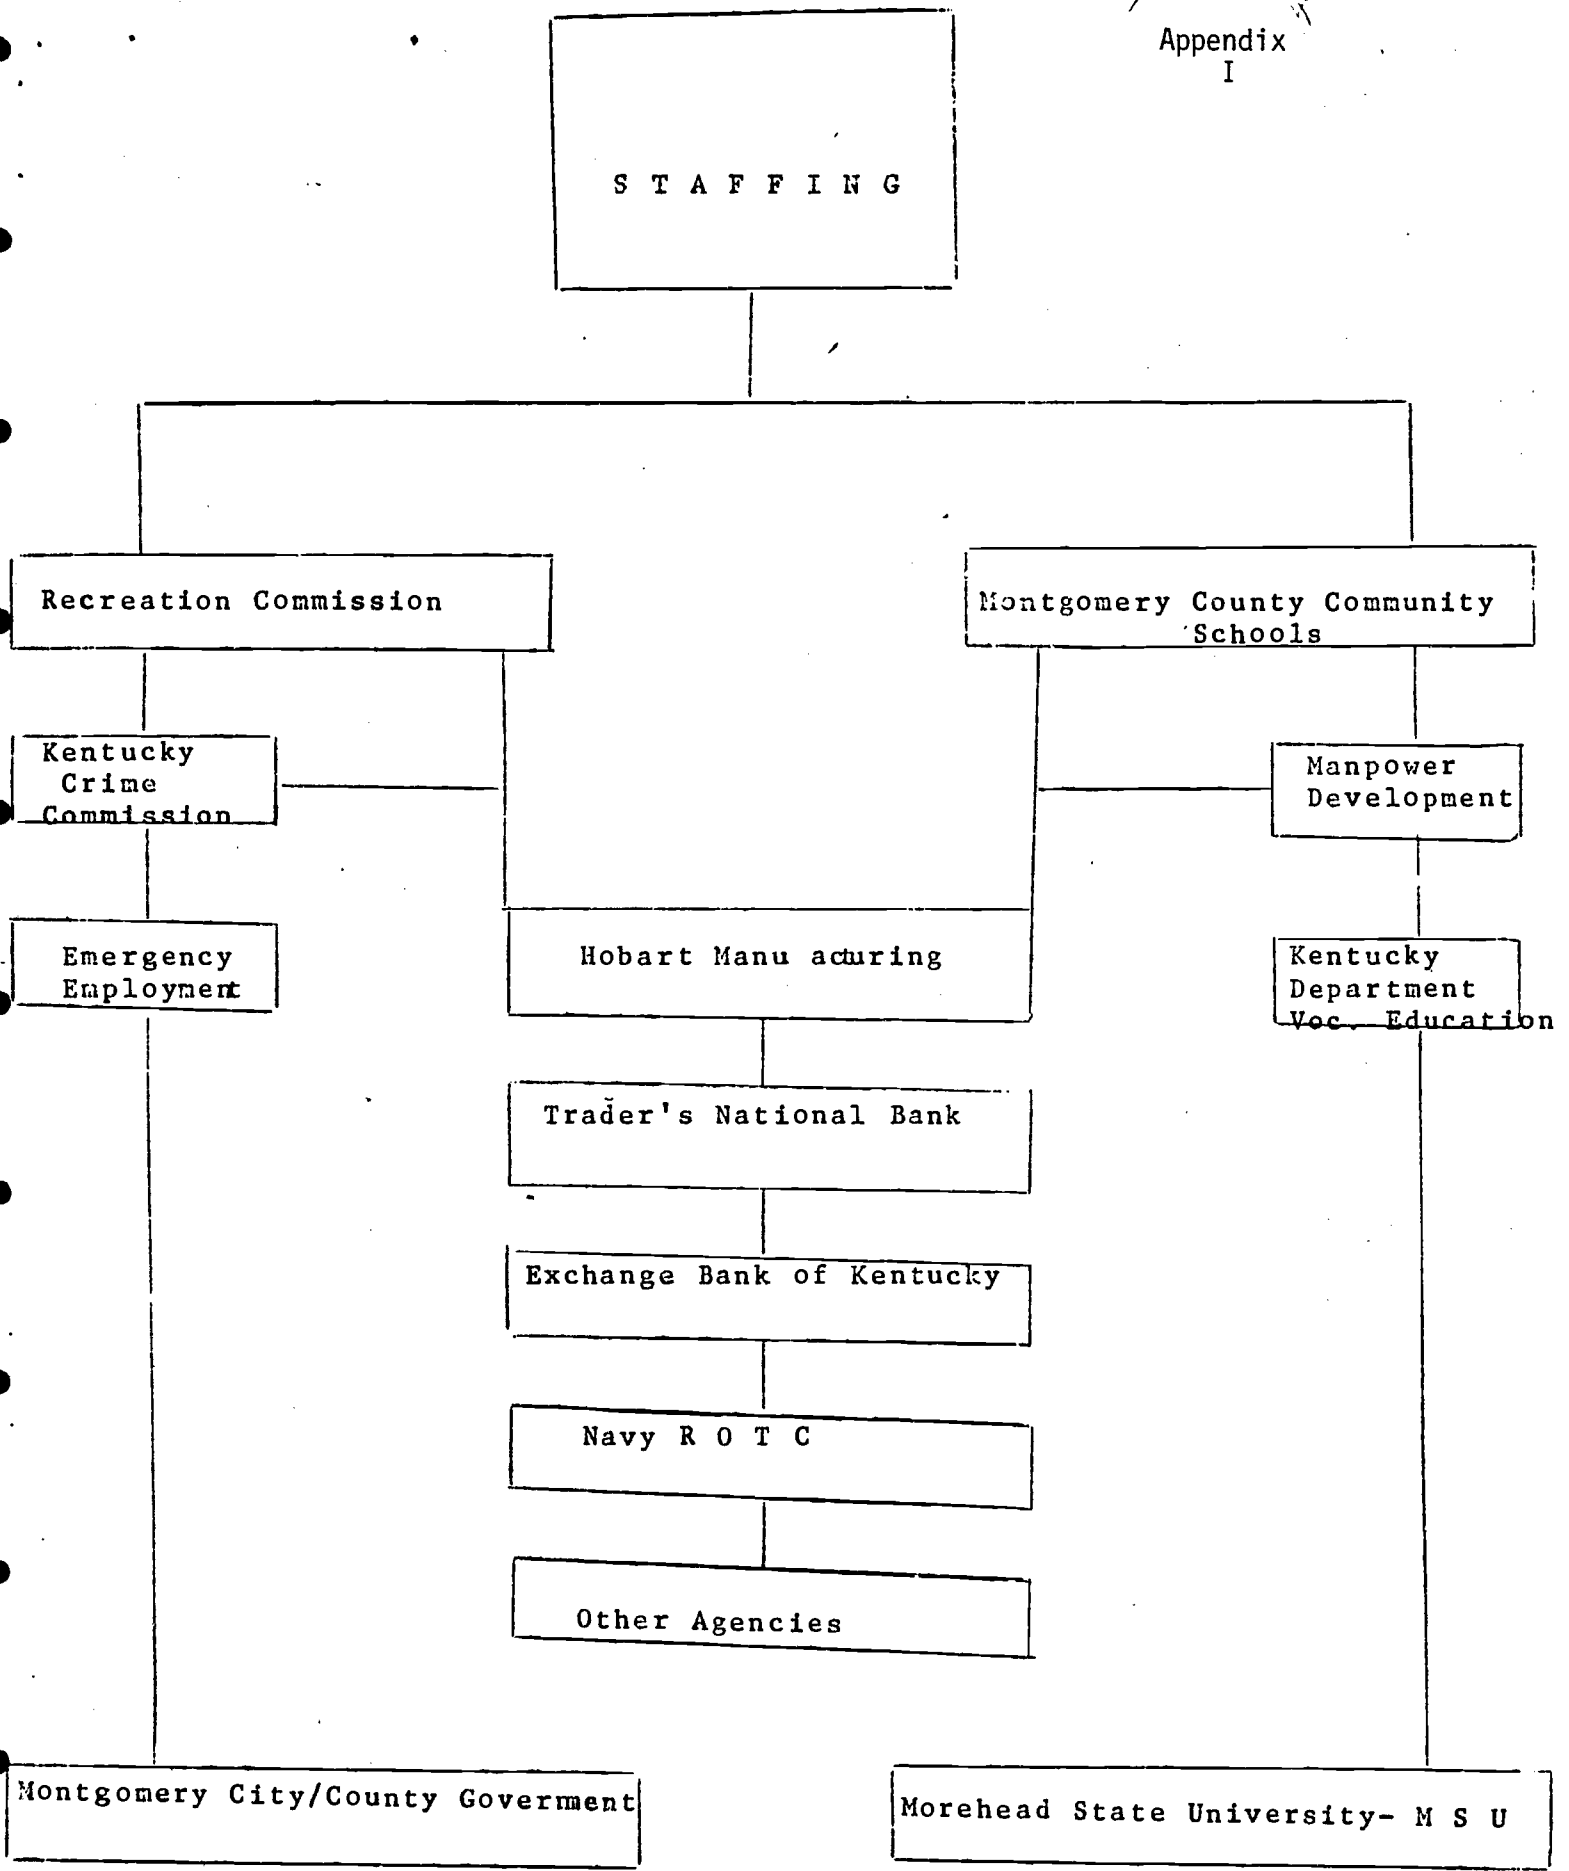 Appendix
I
S T A F F I N G
Recreation Commission
Montgomery County Community
Schools
Kentucky
Crime
Commission
Manpower
Development
Emergency
Employment
Hobart Manu acturing
Kentucky
Department
Voc. Education
Trader's National Bank
Exchange Bank of Kentucky
Navy R O T C
Other Agencies
Montgomery City/County Goverment
Morehead State University- M S U